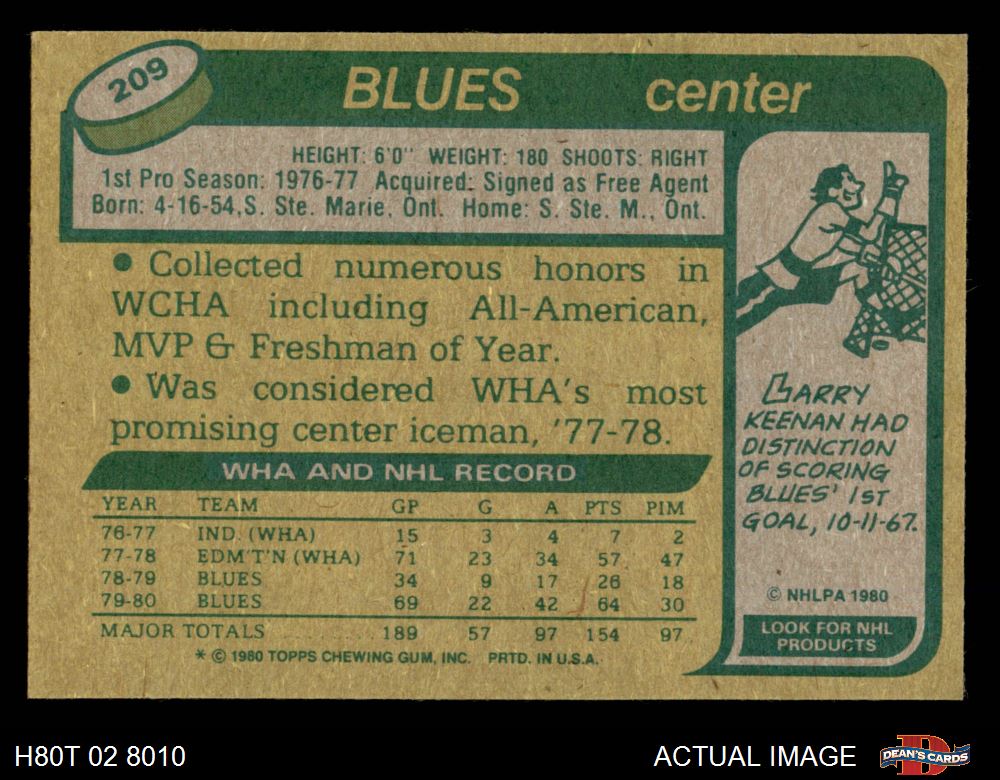 209
BLUES center
HEIGHT: 6'0" WEIGHT: 180 SHOOTS: RIGHT
1st Pro Season: 1976-77 Acquired: Signed as Free Agent
Born: 4-16-54, S. Ste. Marie, Ont. Home: S. Ste. M., Ont.
• Collected numerous honors in
WCHA including All-American,
MVP & Freshman of Year.
• Was considered WHA's most
promising center iceman, '77-78.
WHA AND NHL RECORD
YEAR TEAM GP G A PTS PIM
76-77 IND. (WHA) 15 3 4 7 2
77-78 EDM'T'N (WHA) 71 23 34 57 47
78-79 BLUES 34 9 17 26 18
79-80 BLUES 69 22 42 64 30
MAJOR TOTALS 189 57 97 154 97
* © 1980 TOPPS CHEWING GUM, INC. PRTD. IN U.S.A.
BARRY
KEENAN HAD
DISTINCTION
OF SCORING
BLUES' 1ST
GOAL, 10-11-67.
© NHLPA 1980
LOOK FOR NHL
PRODUCTS
H80T 02 8010
ACTUAL IMAGE
DEAN'S CARDS